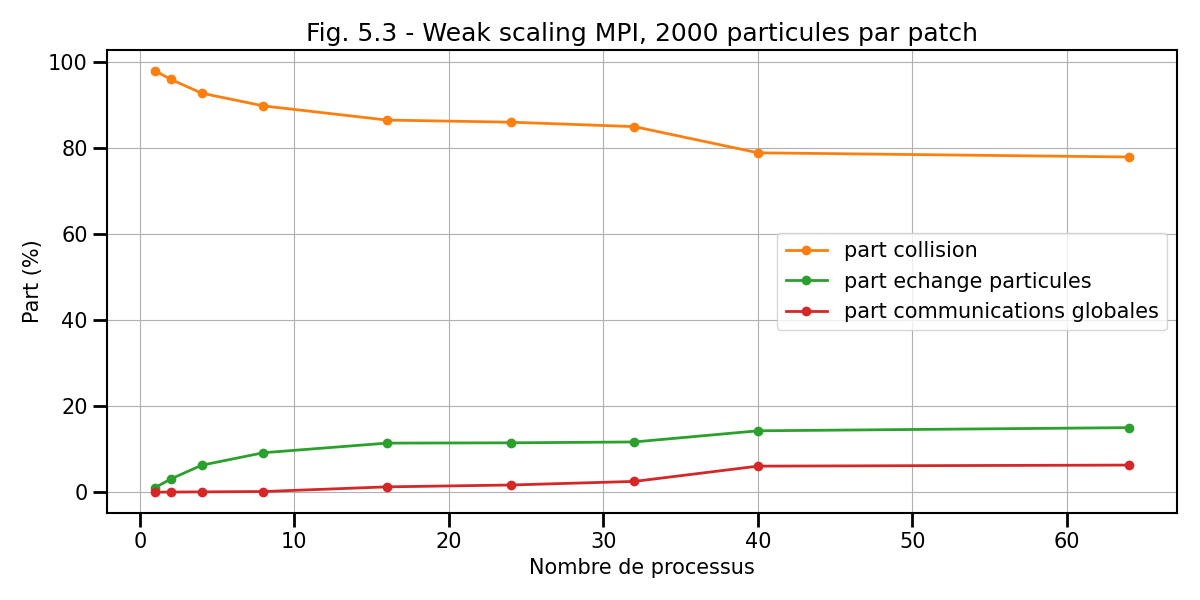 Fig. 5.3 - Weak scaling MPI, 2000 particules par patch
Part (%)
100
80
60
40
20
0
part collision
part echange particules
part communications globales
0 10 20 30 40 50 60
Nombre de processus